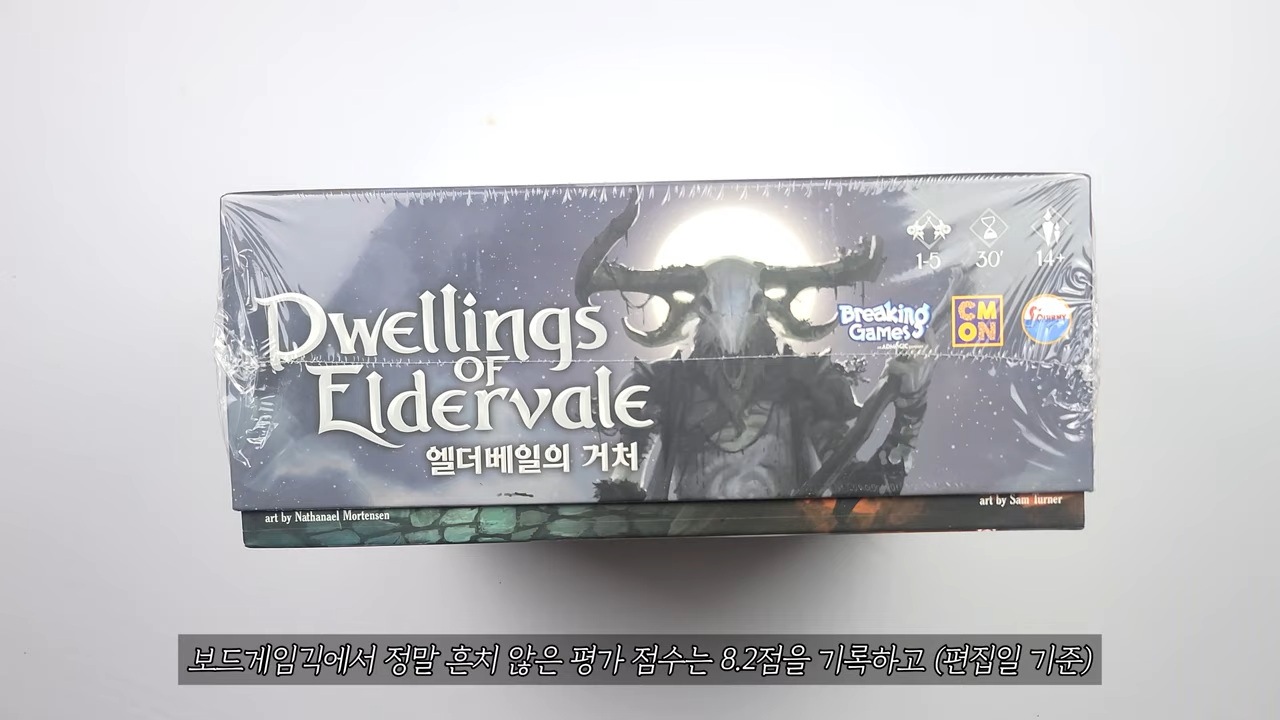 1-5 30' 14+
Dwellings
OF
Eldervale
엘더베일의 거처
Breaking
Games
CM
ON
art by Nathanael Mortensen
art by Sam Turner
보드게임긱에서 정말 흔치 않은 평가 점수는 8.2점을 기록하고 (편집일 기준)